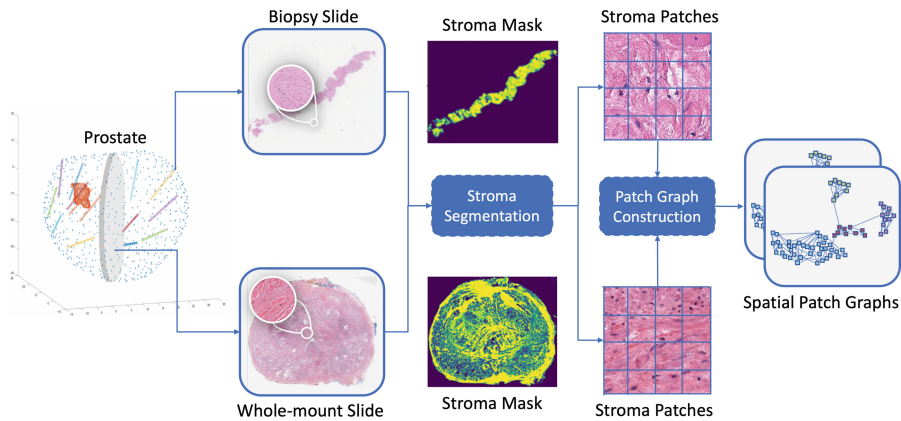 Biopsy Slide
Stroma Mask
Stroma Patches
Prostate
Stroma
Segmentation
Patch Graph
Construction
Spatial Patch Graphs
Whole-mount Slide
Stroma Mask
Stroma Patches